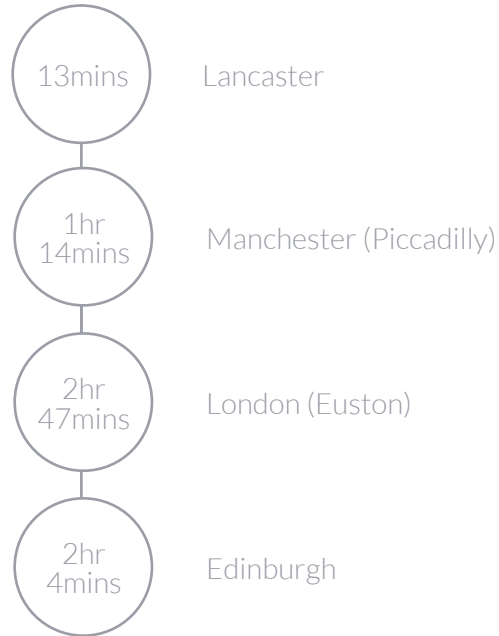 13mins
Lancaster
1hr
14mins
Manchester (Piccadilly)
2hr
47mins
London (Euston)
2hr
4mins
Edinburgh